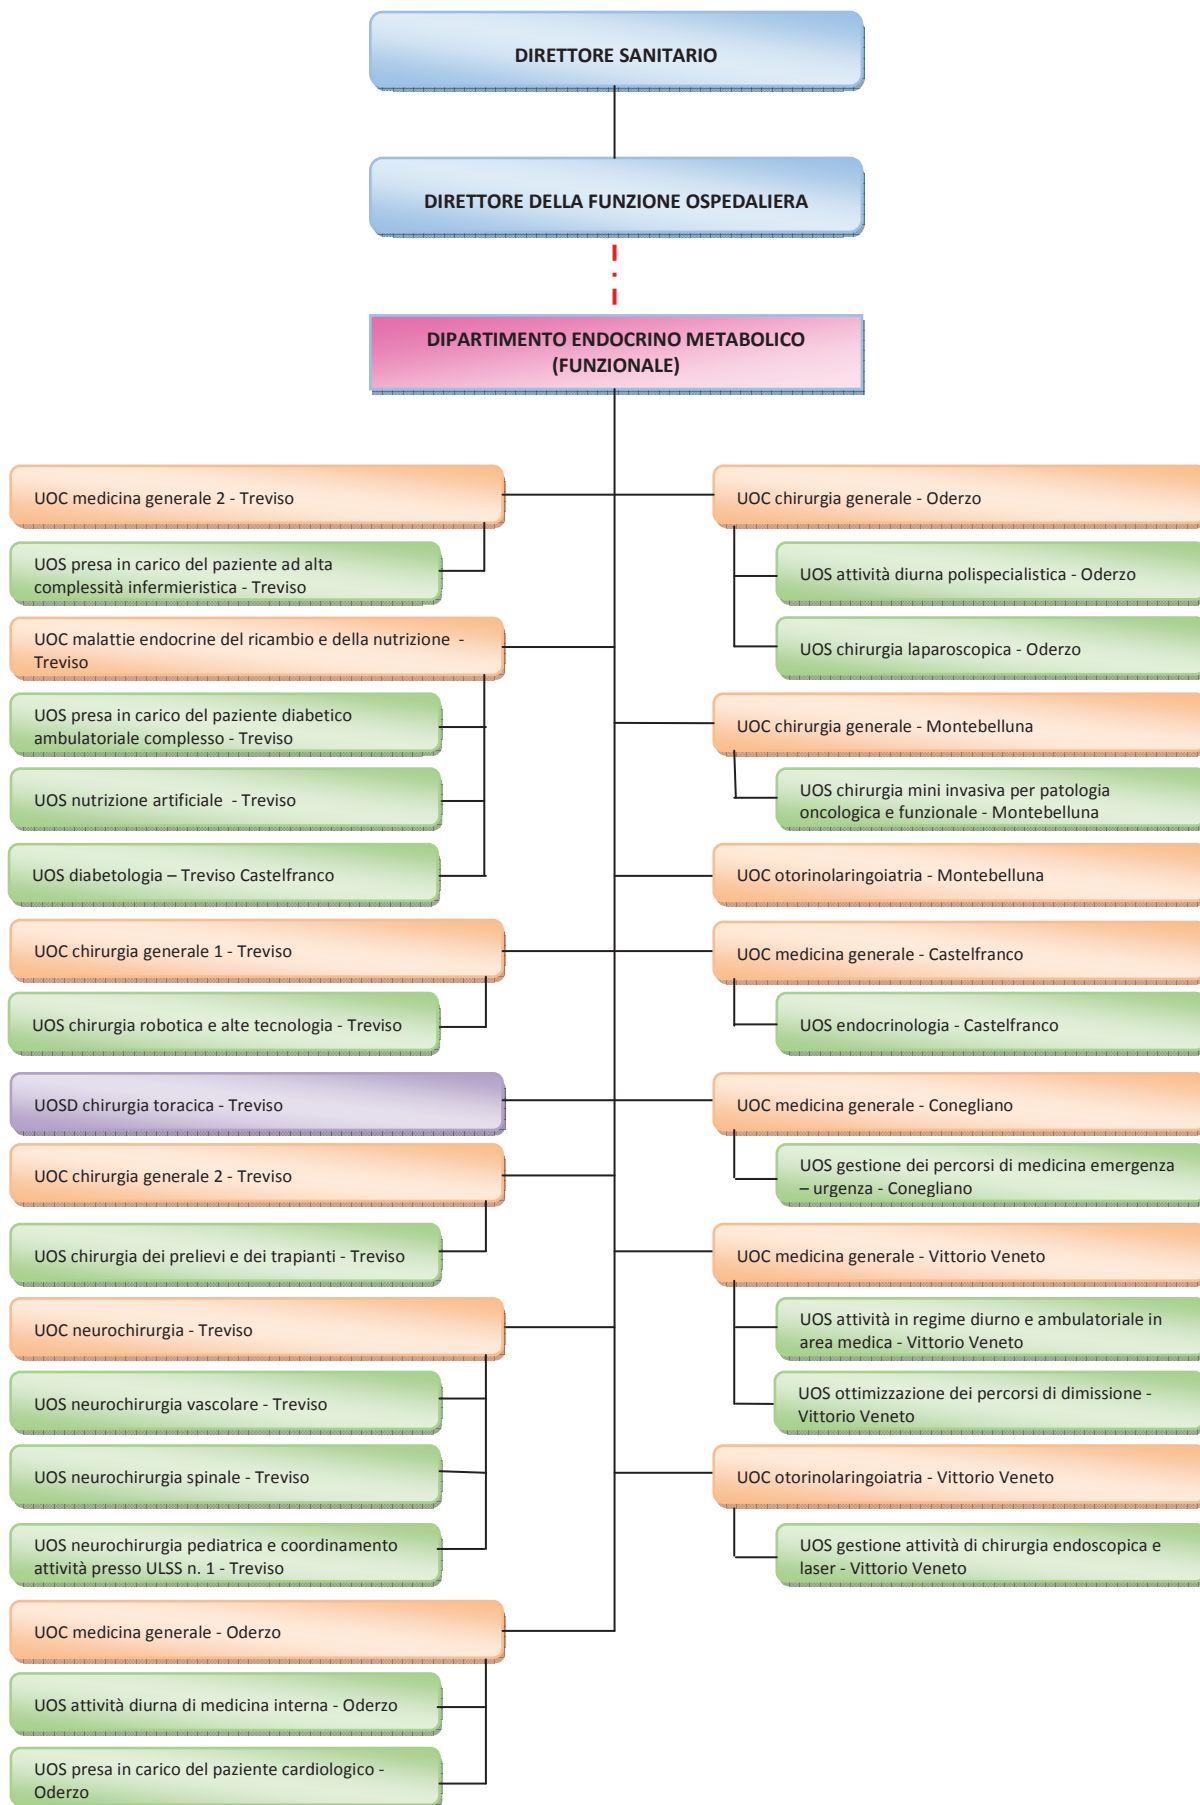 DIRETTORE SANITARIO
DIRETTORE DELLA FUNZIONE OSPEDALIERA
DIPARTIMENTO ENDOCRINO METABOLICO
(FUNZIONALE)
UOC medicina generale 2 - Treviso
UOS presa in carico del paziente ad alta
complessità infermieristica - Treviso
UOC malattie endocrine del ricambio e della nutrizione -
Treviso
UOS presa in carico del paziente diabetico
ambulatoriale complesso - Treviso
UOS nutrizione artificiale - Treviso
UOS diabetologia – Treviso Castelfranco
UOC chirurgia generale 1 - Treviso
UOS chirurgia robotica e alte tecnologia - Treviso
UOSD chirurgia toracica - Treviso
UOC chirurgia generale 2 - Treviso
UOS chirurgia dei prelievi e dei trapianti - Treviso
UOC neurochirurgia - Treviso
UOS neurochirurgia vascolare - Treviso
UOS neurochirurgia spinale - Treviso
UOS neurochirurgia pediatrica e coordinamento
attività presso ULSS n. 1 - Treviso
UOC medicina generale - Oderzo
UOS attività diurna di medicina interna - Oderzo
UOS presa in carico del paziente cardiologico -
Oderzo
UOC chirurgia generale - Oderzo
UOS attività diurna polispecialistica - Oderzo
UOS chirurgia laparoscopica - Oderzo
UOC chirurgia generale - Montebelluna
UOS chirurgia mini invasiva per patologia
oncologica e funzionale - Montebelluna
UOC otorinolaringoiatria - Montebelluna
UOC medicina generale - Castelfranco
UOS endocrinologia - Castelfranco
UOC medicina generale - Conegliano
UOS gestione dei percorsi di medicina emergenza
– urgenza - Conegliano
UOC medicina generale - Vittorio Veneto
UOS attività in regime diurno e ambulatoriale in
area medica - Vittorio Veneto
UOS ottimizzazione dei percorsi di dimissione -
Vittorio Veneto
UOC otorinolaringoiatria - Vittorio Veneto
UOS gestione attività di chirurgia endoscopica e
laser - Vittorio Veneto